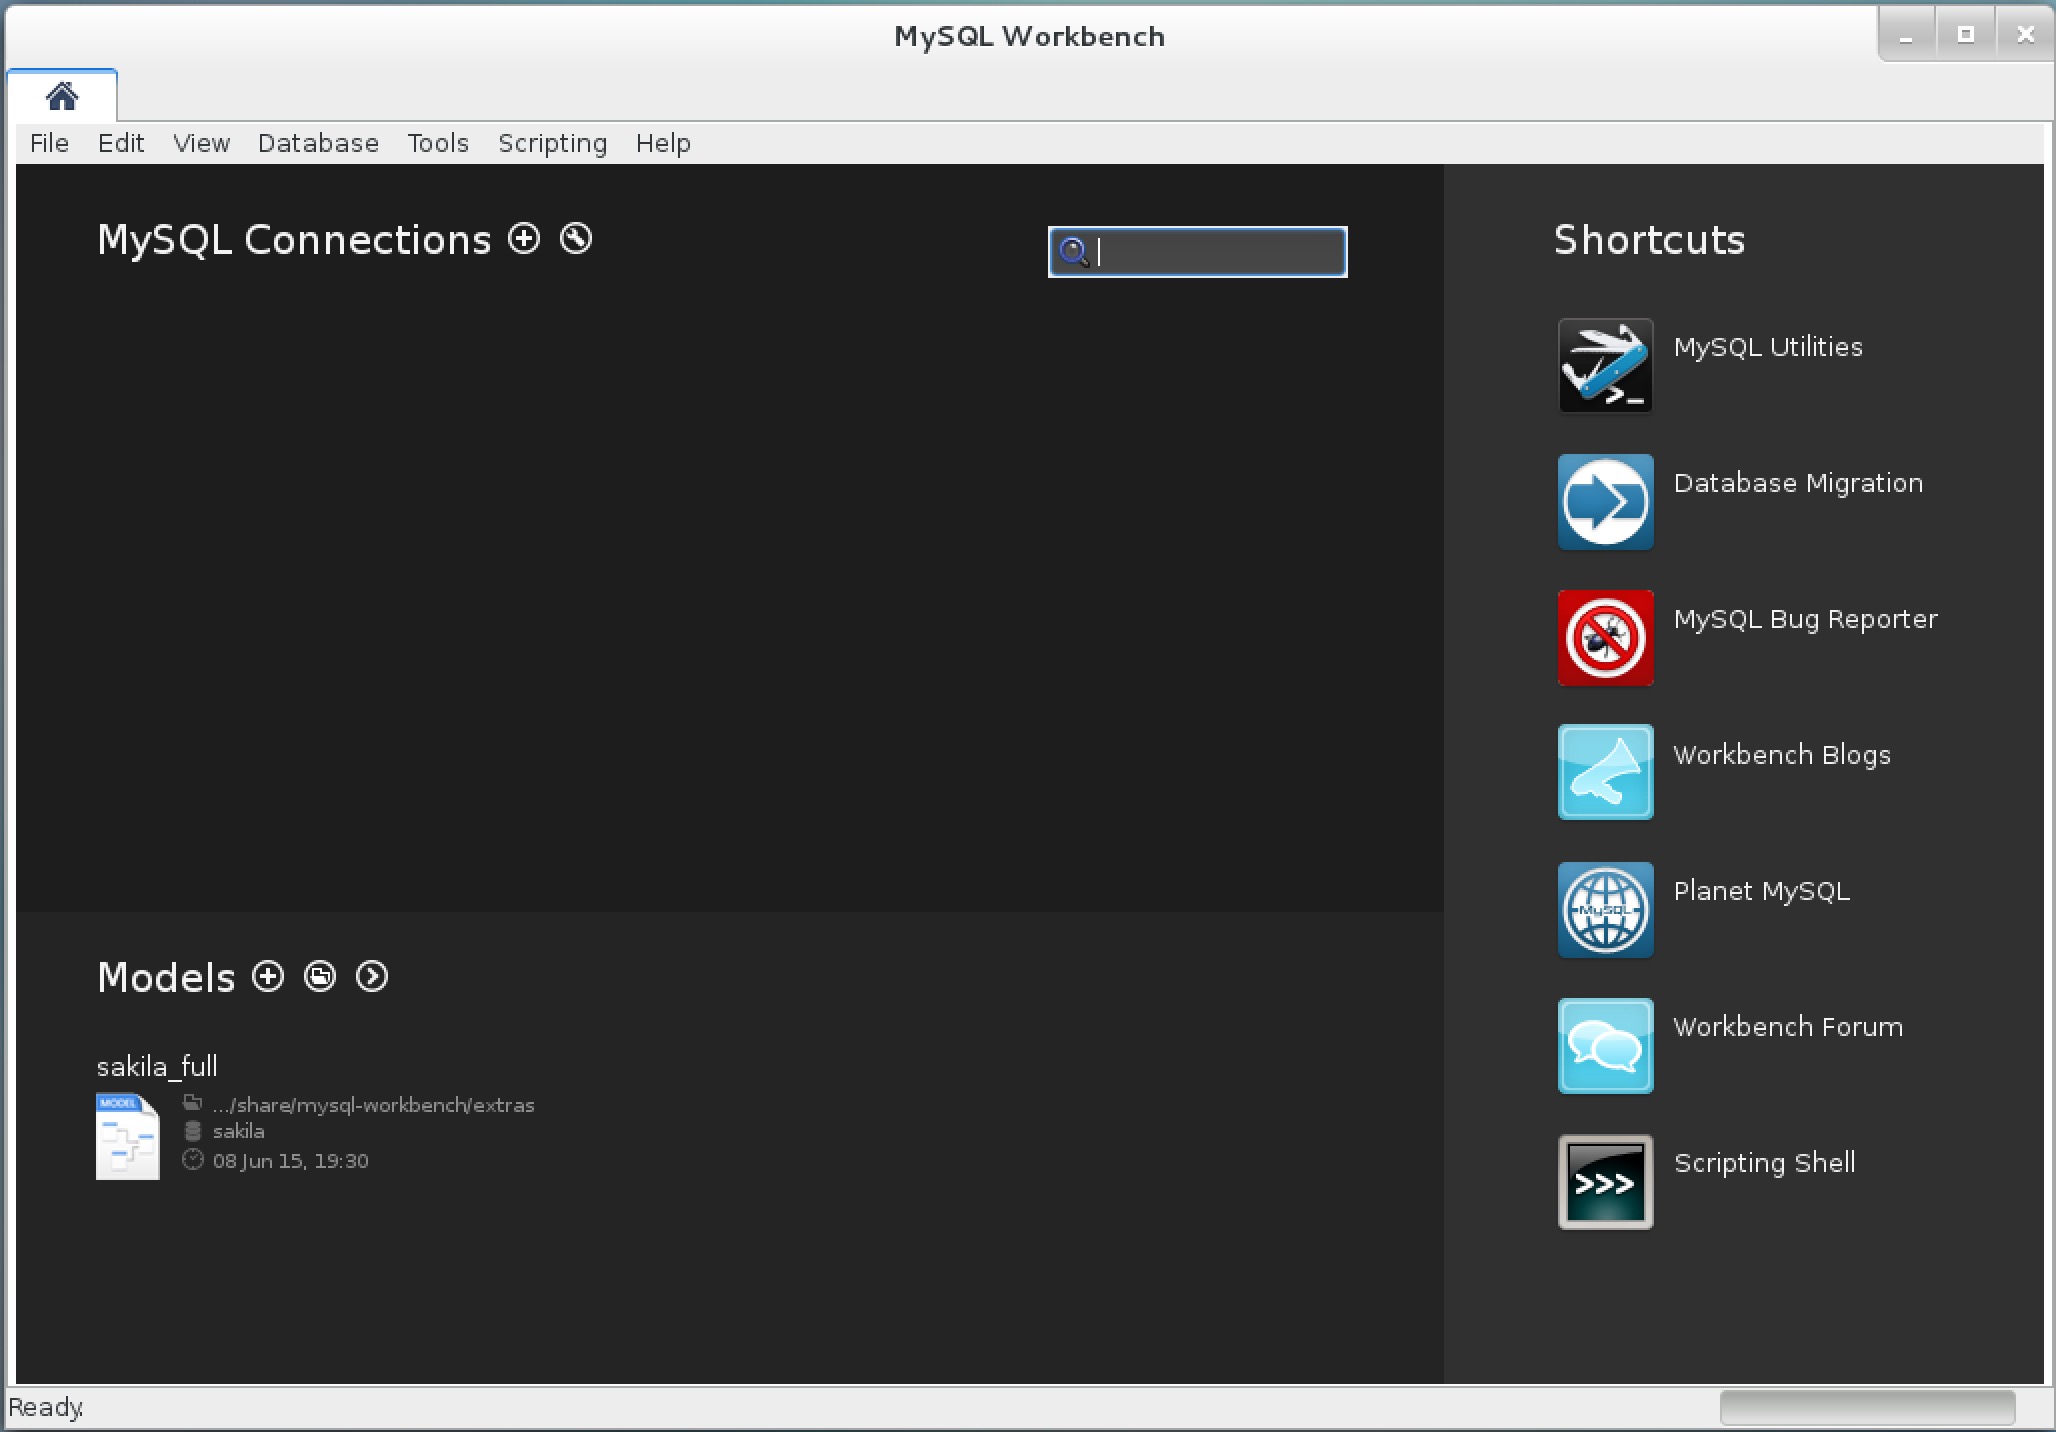 MySQL Workbench
File Edit View Database Tools Scripting Help
MySQL Connections
Shortcuts
MySQL Utilities
Database Migration
MySQL Bug Reporter
Workbench Blogs
MySQL
Planet MySQL
Workbench Forum
>>>
Scripting Shell
Models
sakila_full
MODEL
.../share/mysql-workbench/extras
sakila
08 Jun 15, 19:30
Ready.